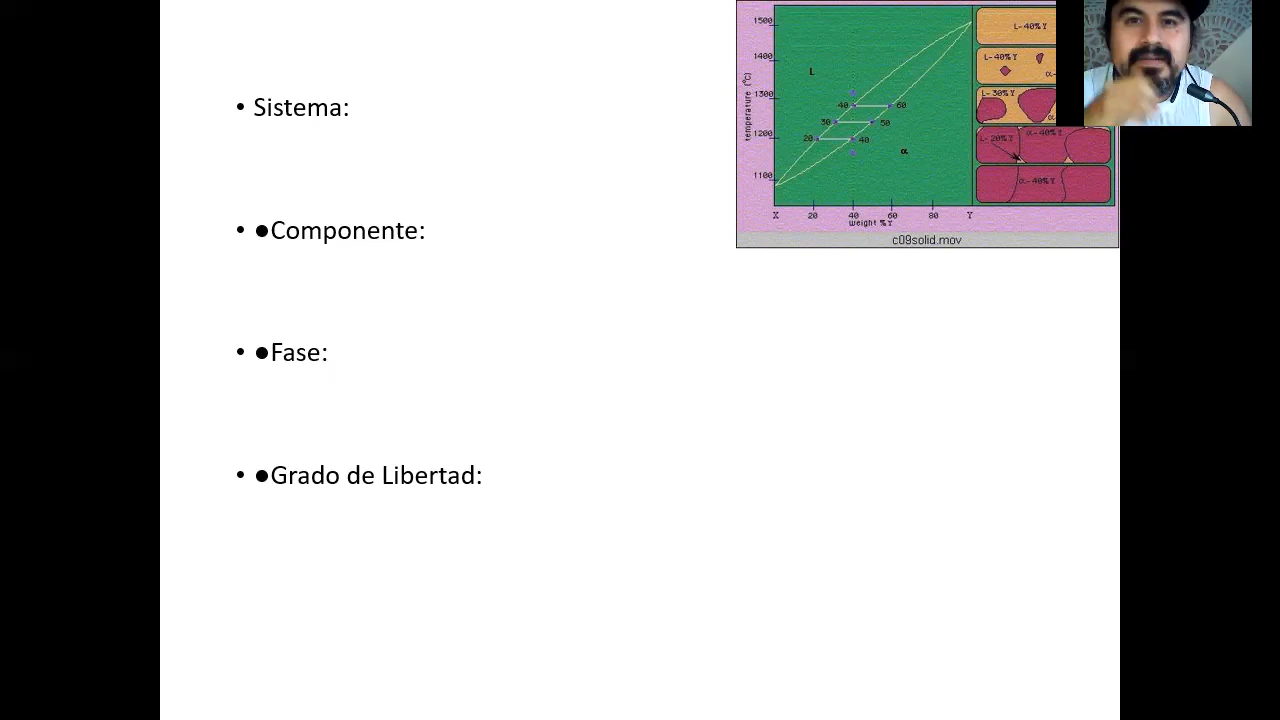 • Sistema:
• ●Componente:
• ●Fase:
• ●Grado de Libertad:
1500
1400
1300
1200
1100
temperature (°C)
L
40 60
30 50
20 40
α
X 20 40 60 80 Y
weight %Y
L-40%Y
L-40%Y
α-
L-30%Y
α
L-20%Y α-40%Y
α-40%Y
c09solid.mov